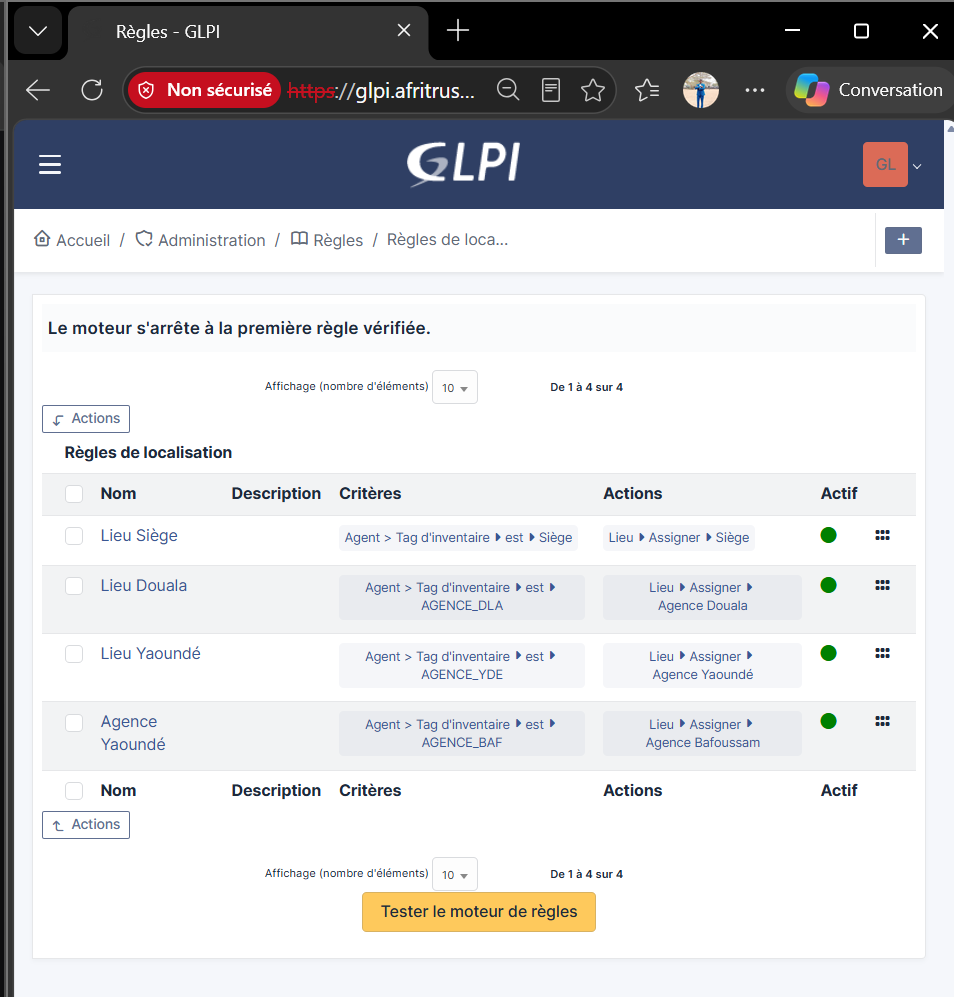 Règles - GLPI
Non sécurisé https://glpi.afritrus...
Conversation
GLPI
GL
Accueil / Administration / Règles / Règles de loca...
+
Le moteur s'arrête à la première règle vérifiée.
Affichage (nombre d'éléments) 10 De 1 à 4 sur 4
Actions
Règles de localisation
Nom Description Critères Actions Actif
Lieu Siège Agent > Tag d'inventaire est Siège Lieu Assigner Siège
Lieu Douala Agent > Tag d'inventaire est Lieu Assigner
AGENCE_DLA Agence Douala
Lieu Yaoundé Agent > Tag d'inventaire est Lieu Assigner
AGENCE_YDE Agence Yaoundé
Agence Agent > Tag d'inventaire est Lieu Assigner
Yaoundé AGENCE_BAF Agence Bafoussam
Nom Description Critères Actions Actif
Actions
Affichage (nombre d'éléments) 10 De 1 à 4 sur 4
Tester le moteur de règles